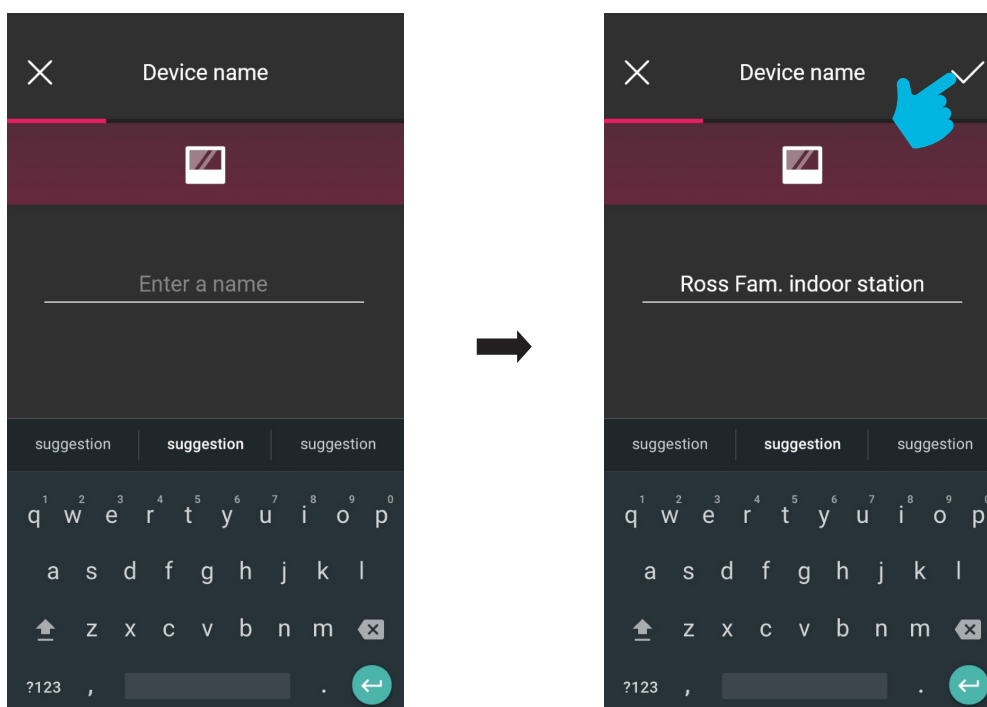 Device name
Enter a name
suggestion suggestion suggestion
1 2 3 4 5 6 7 8 9 0
q w e r t y u i o p
a s d f g h j k l
z x c v b n m
?123 , .
Device name
Ross Fam. indoor station
suggestion suggestion suggestion
1 2 3 4 5 6 7 8 9
q w e r t y u i o p
a s d f g h j k l
z x c v b n m
?123 , .